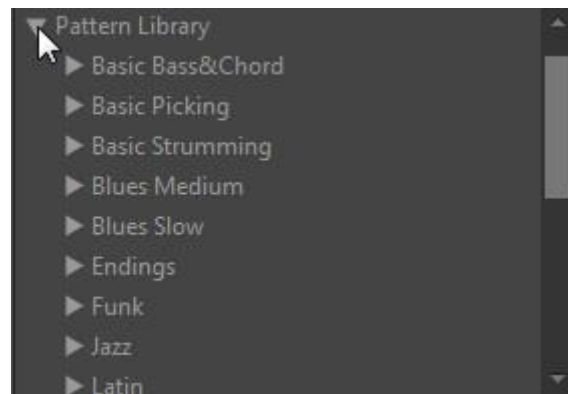 Pattern Library
Basic Bass&Chord
Basic Picking
Basic Strumming
Blues Medium
Blues Slow
Endings
Funk
Jazz
Latin